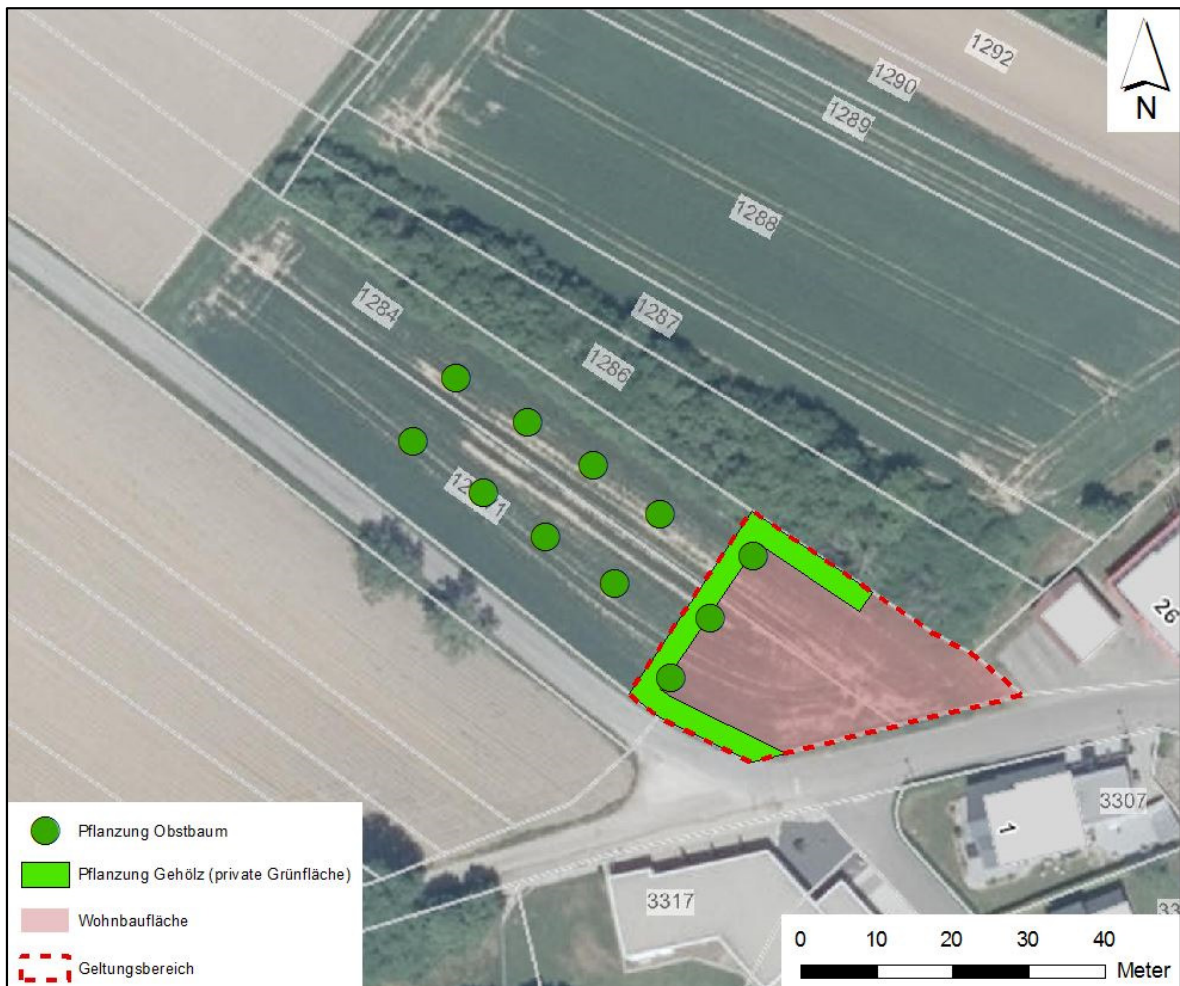 1292
1290
1289
N
1288
1284
1287
1286
26
1
3307
3317
Pflanzung Obstbaum
Pflanzung Gehölz (private Grünfläche)
Wohnbaufläche
Geltungsbereich
0 10 20 30 40
Meter